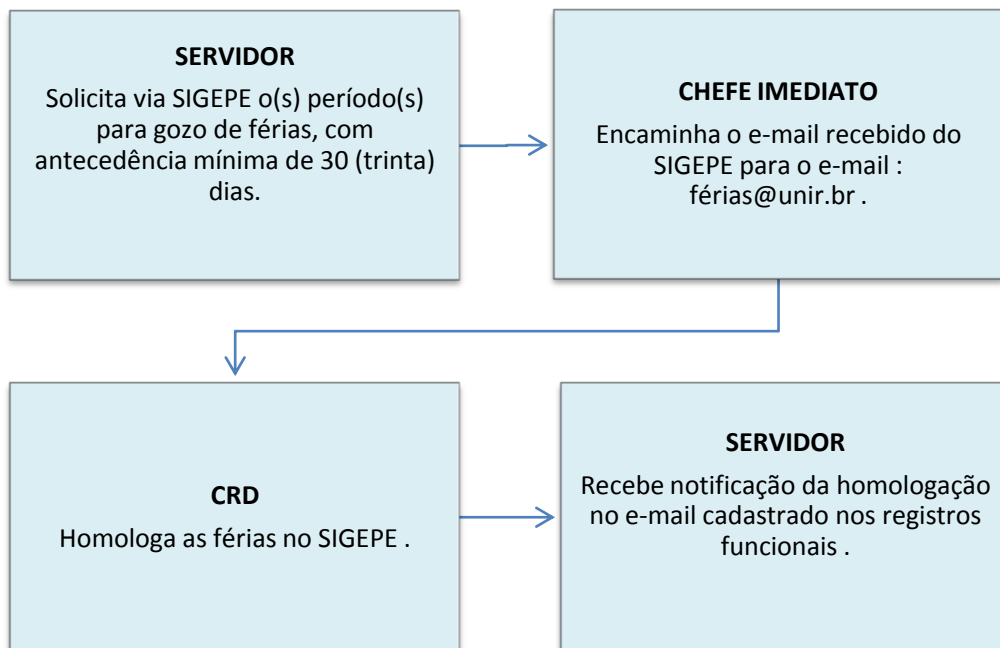 SERVIDOR
Solicita via SIGEPE o(s) período(s)
para gozo de férias, com
antecedência mínima de 30 (trinta)
dias.
CHEFE IMEDIATO
Encaminha o e-mail recebido do
SIGEPE para o e-mail :
férias@unir.br .
CRD
Homologa as férias no SIGEPE .
SERVIDOR
Recebe notificação da homologação
no e-mail cadastrado nos registros
funcionais .